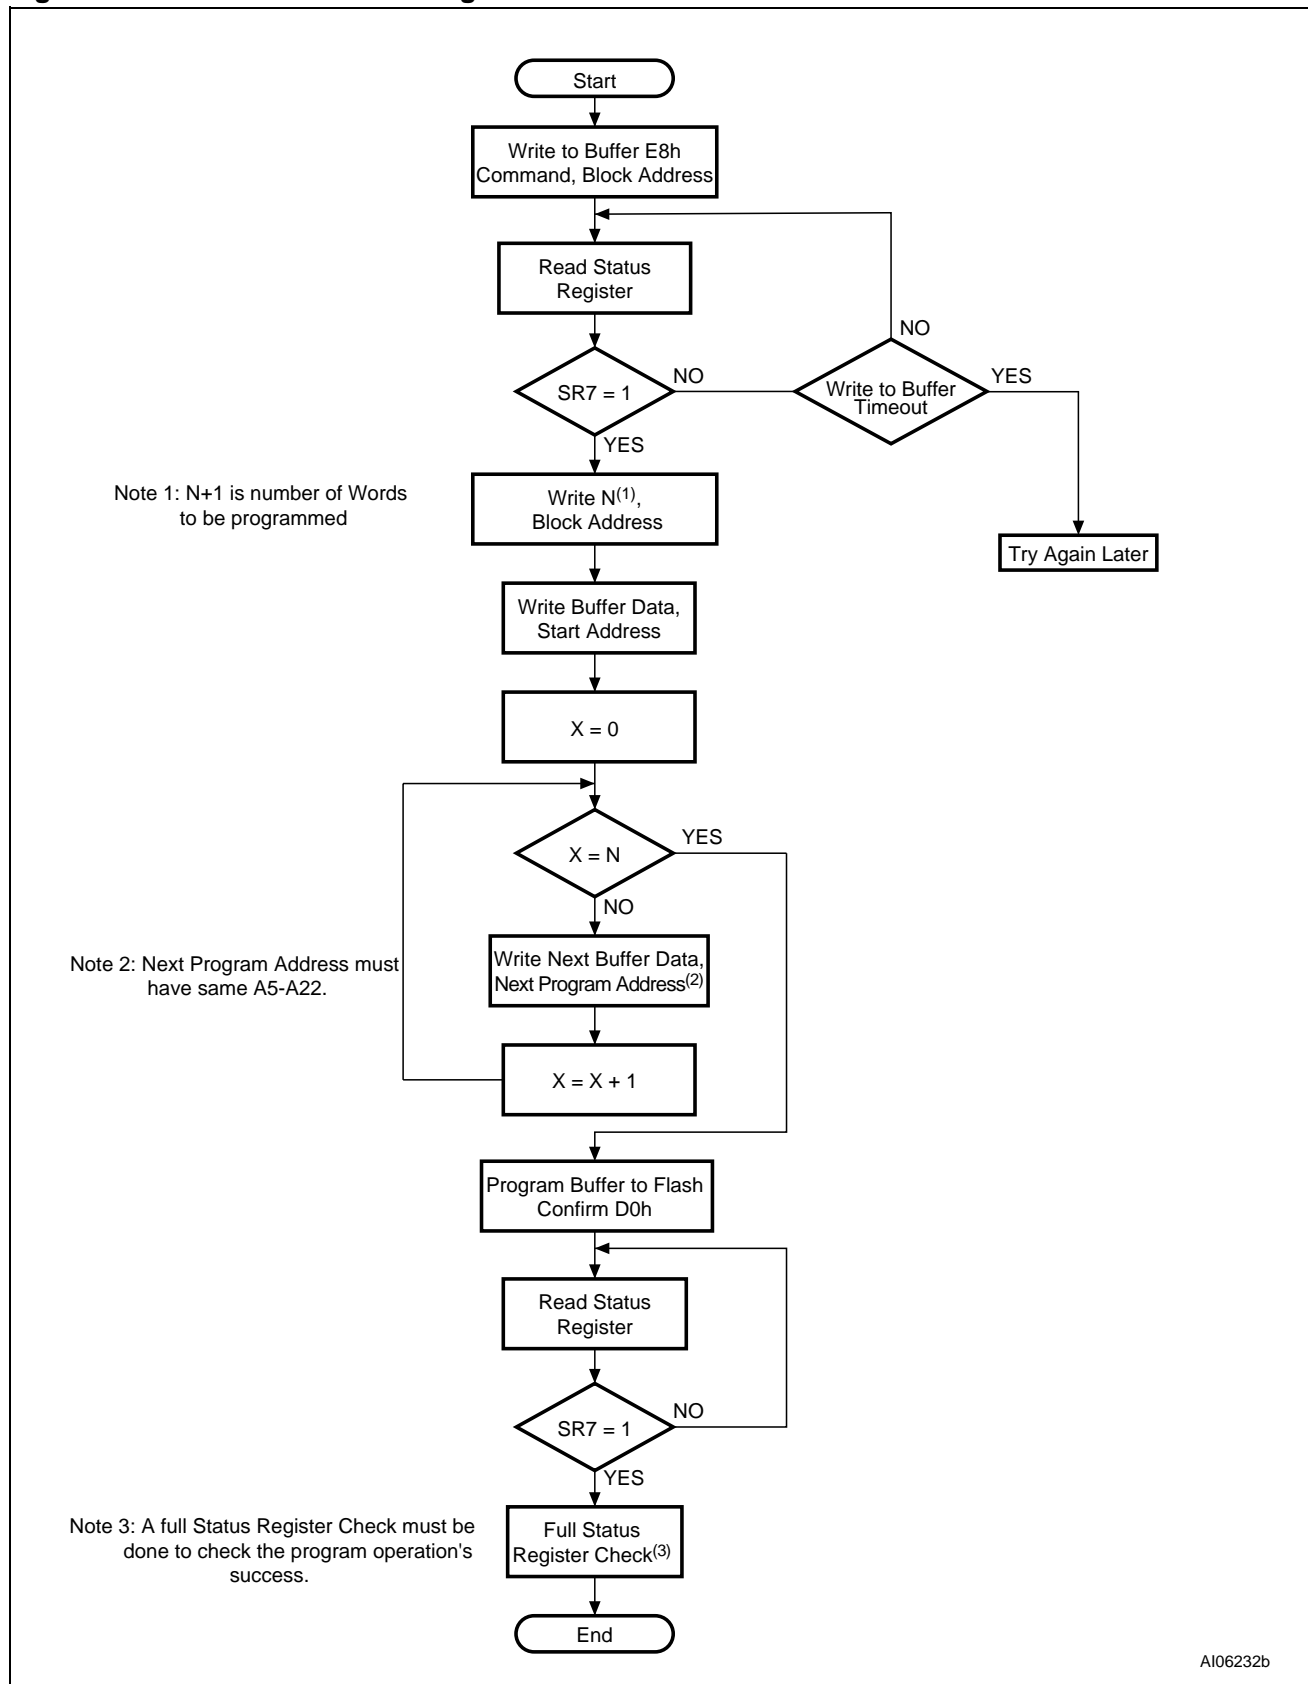 Start
Write to Buffer E8h
Command, Block Address
Read Status
Register
NO
SR7 = 1
NO
Write to Buffer
Timeout
YES
YES
Note 1: N+1 is number of Words
to be programmed
Write N(1),
Block Address
Try Again Later
Write Buffer Data,
Start Address
X = 0
X = N
YES
NO
Note 2: Next Program Address must
have same A5-A22.
Write Next Buffer Data,
Next Program Address(2)
X = X + 1
Program Buffer to Flash
Confirm D0h
Read Status
Register
SR7 = 1
NO
YES
Note 3: A full Status Register Check must be
done to check the program operation's
success.
Full Status
Register Check(3)
End
AI06232b